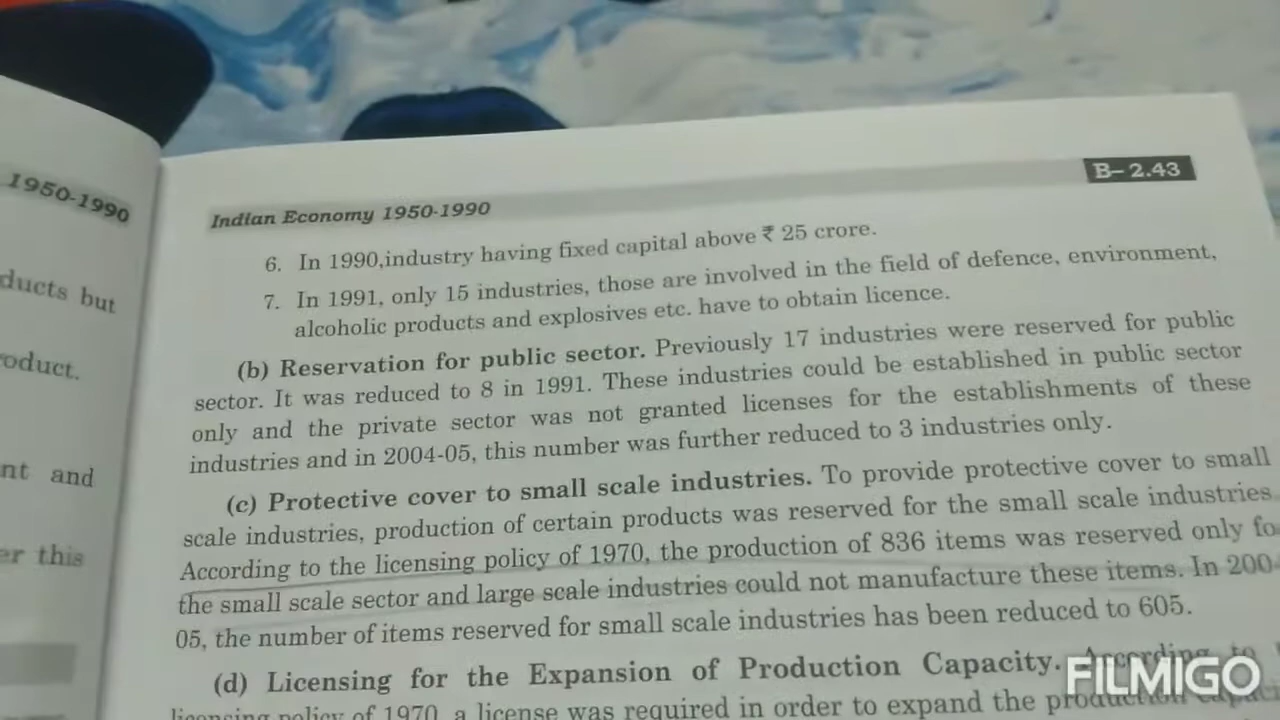 1950-1990
ducts but
roduct.
nt and
er this
B–2.43
Indian Economy 1950-1990
6. In 1990,industry having fixed capital above ₹ 25 crore.
7. In 1991, only 15 industries, those are involved in the field of defence, environment,
alcoholic products and explosives etc. have to obtain licence.
(b) Reservation for public sector. Previously 17 industries were reserved for public
sector. It was reduced to 8 in 1991. These industries could be established in public sector
only and the private sector was not granted licenses for the establishments of these
industries and in 2004-05, this number was further reduced to 3 industries only.
(c) Protective cover to small scale industries. To provide protective cover to small
scale industries, production of certain products was reserved for the small scale industries.
According to the licensing policy of 1970, the production of 836 items was reserved only fo
the small scale sector and large scale industries could not manufacture these items. In 200
05, the number of items reserved for small scale industries has been reduced to 605.
(d) Licensing for the Expansion of Production Capacity. According to
licensing policy of 1970, a license was required in order to expand the production
FILMIGO